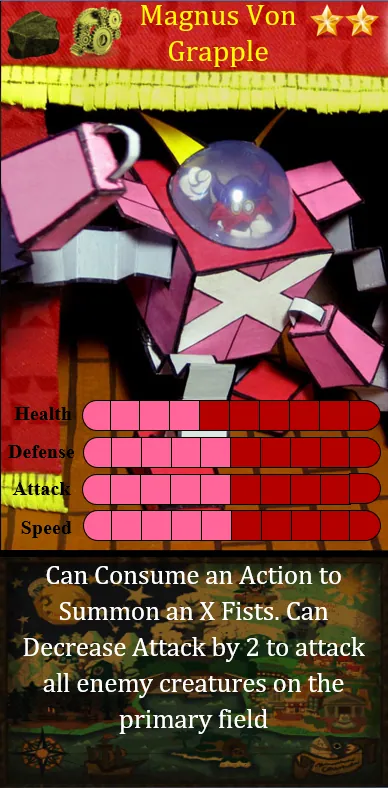 Magnus Von
Grapple
Health
Defense
Attack
Speed
Can Consume an Action to
Summon an X Fists. Can
Decrease Attack by 2 to attack
all enemy creatures on the
primary field